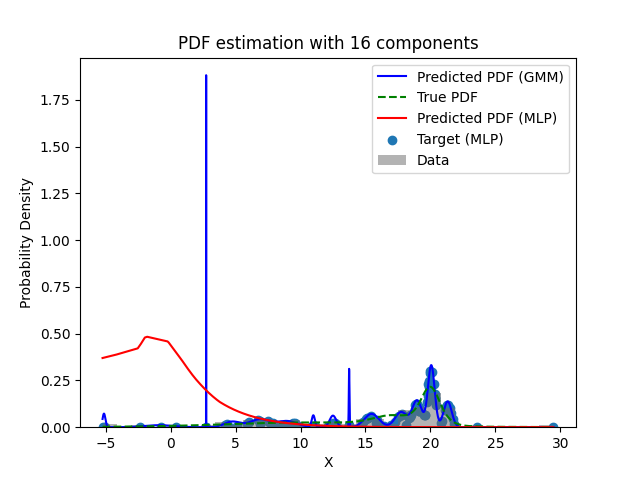 PDF estimation with 16 components
Predicted PDF (GMM)
True PDF
Predicted PDF (MLP)
Target (MLP)
Data
Probability Density
1.75
1.50
1.25
1.00
0.75
0.50
0.25
0.00
−5 0 5 10 15 20 25 30
X